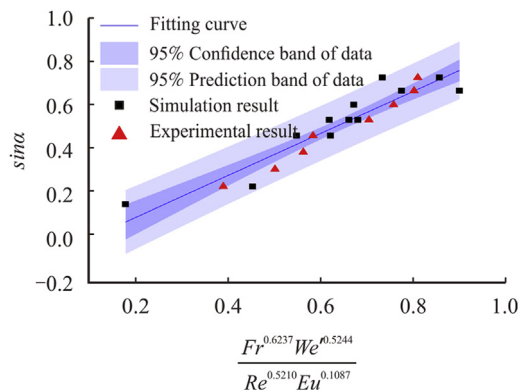 1.0
0.8
0.6
0.4
0.2
0.0
−0.2
sinα
Fitting curve
95% Confidence band of data
95% Prediction band of data
Simulation result
Experimental result
0.2 0.4 0.6 0.8 1.0
Fr^0.6237 We′^0.5244
Re^0.5210 Eu^0.1087